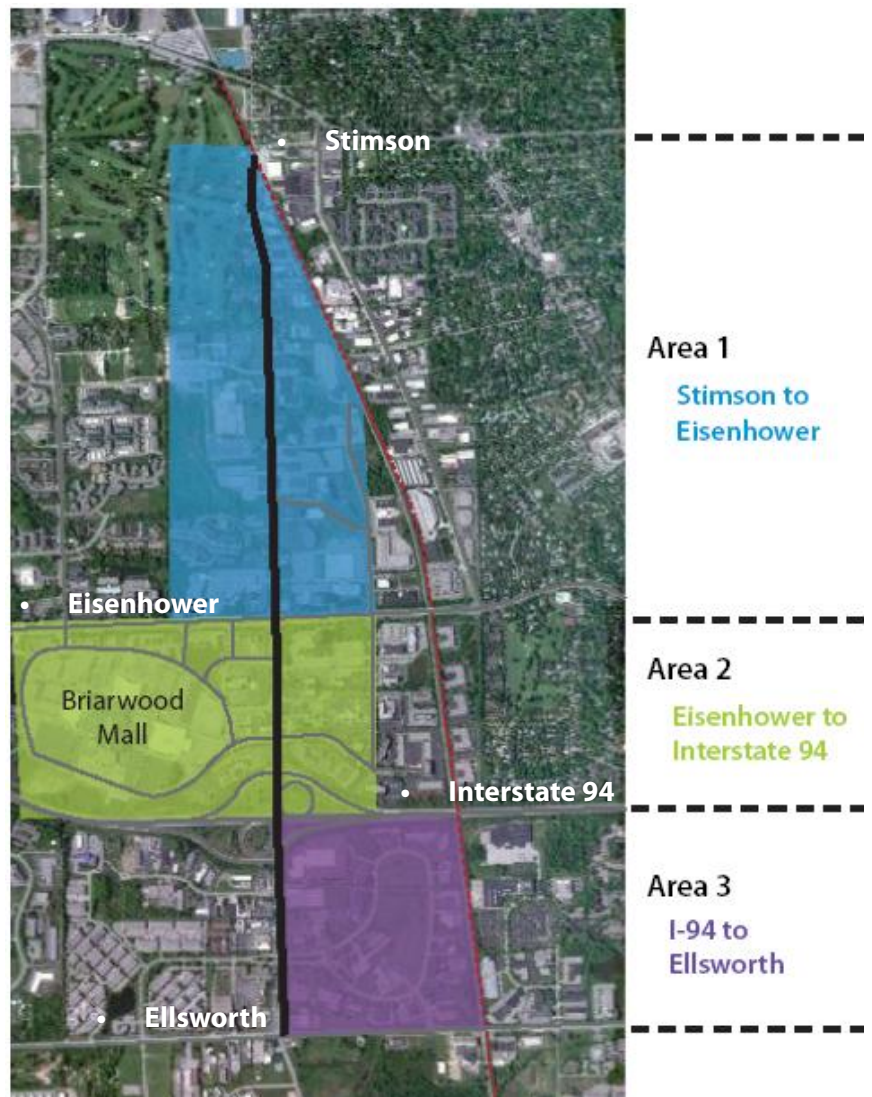 Stimson
Area 1
Stimson to
Eisenhower
Eisenhower
Area 2
Eisenhower to
Interstate 94
Briarwood
Mall
Interstate 94
Area 3
I-94 to
Ellsworth
Ellsworth